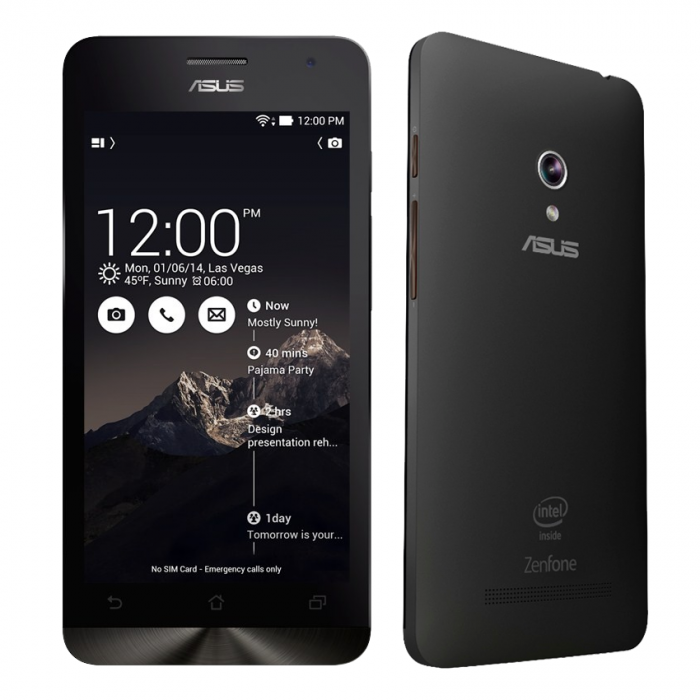 ASUS
12:00 PM
12:00 PM
Mon, 01/06/14, Las Vegas
45ºF, Sunny 06:00
Now
Mostly Sunny!
40 mins
Pajama Party
2hrs
Design
presentation reh...
1day
Tomorrow is your...
No SIM Card - Emergency calls only
ASUS
intel
inside
Zenfone